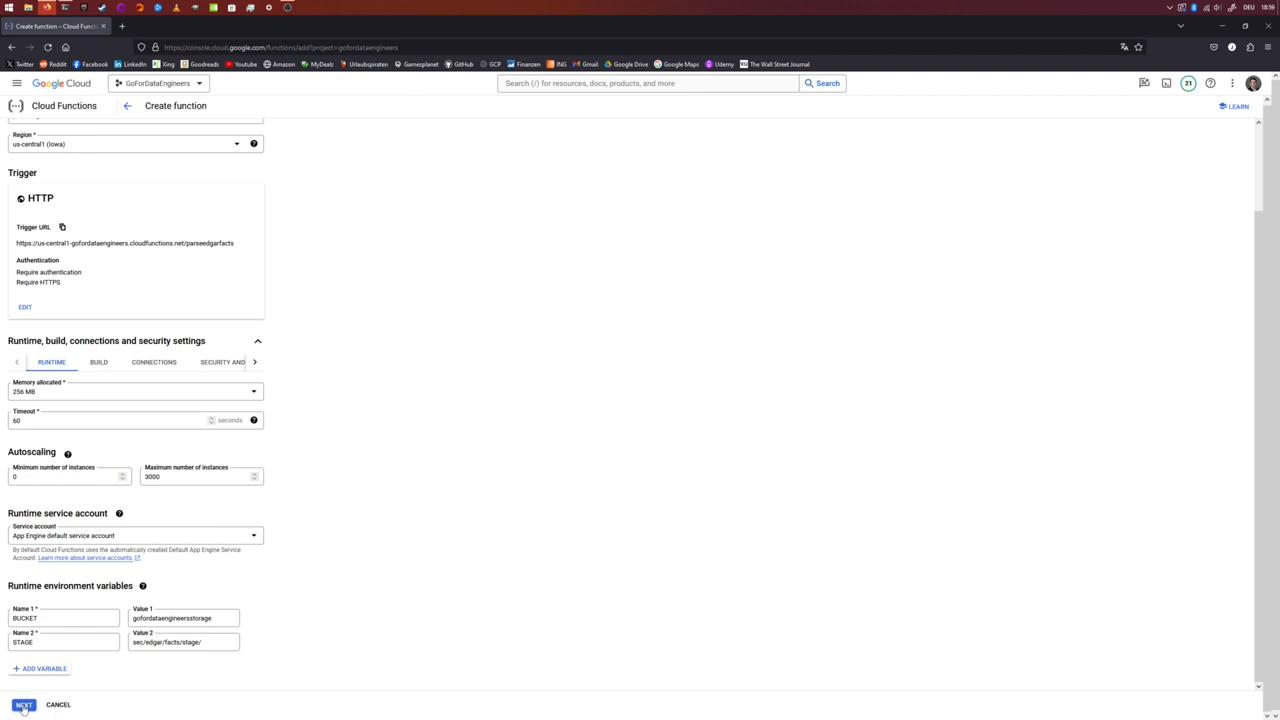 DEU
18:59
Create function – Cloud Functi
https://console.cloud.google.com/functions/add?project=gofordataengineers
Twitter Reddit Facebook LinkedIn Xing Goodreads Youtube Amazon MyDealz Urlaubspiraten Gamesplanet GitHub GCP Finanzen ING Gmail Google Drive Google Maps Udemy The Wall Street Journal
Google Cloud GoForDataEngineers Search (/) for resources, docs, products, and more Search 21
Cloud Functions Create function LEARN
Region *
us-central1 (Iowa)
Trigger
HTTP
Trigger URL
https://us-central1-gofordataengineers.cloudfunctions.net/parseedgarfacts
Authentication
Require authentication
Require HTTPS
EDIT
Runtime, build, connections and security settings
RUNTIME BUILD CONNECTIONS SECURITY AND
Memory allocated *
256 MB
Timeout *
60 seconds
Autoscaling
Minimum number of instances Maximum number of instances
0 3000
Runtime service account
Service account
App Engine default service account
By default Cloud Functions uses the automatically created Default App Engine Service
Account. Learn more about service accounts.
Runtime environment variables
Name 1 * Value 1
BUCKET gofordataengineersstorage
Name 2 * Value 2
STAGE sec/edgar/facts/stage/
+ ADD VARIABLE
NEXT CANCEL